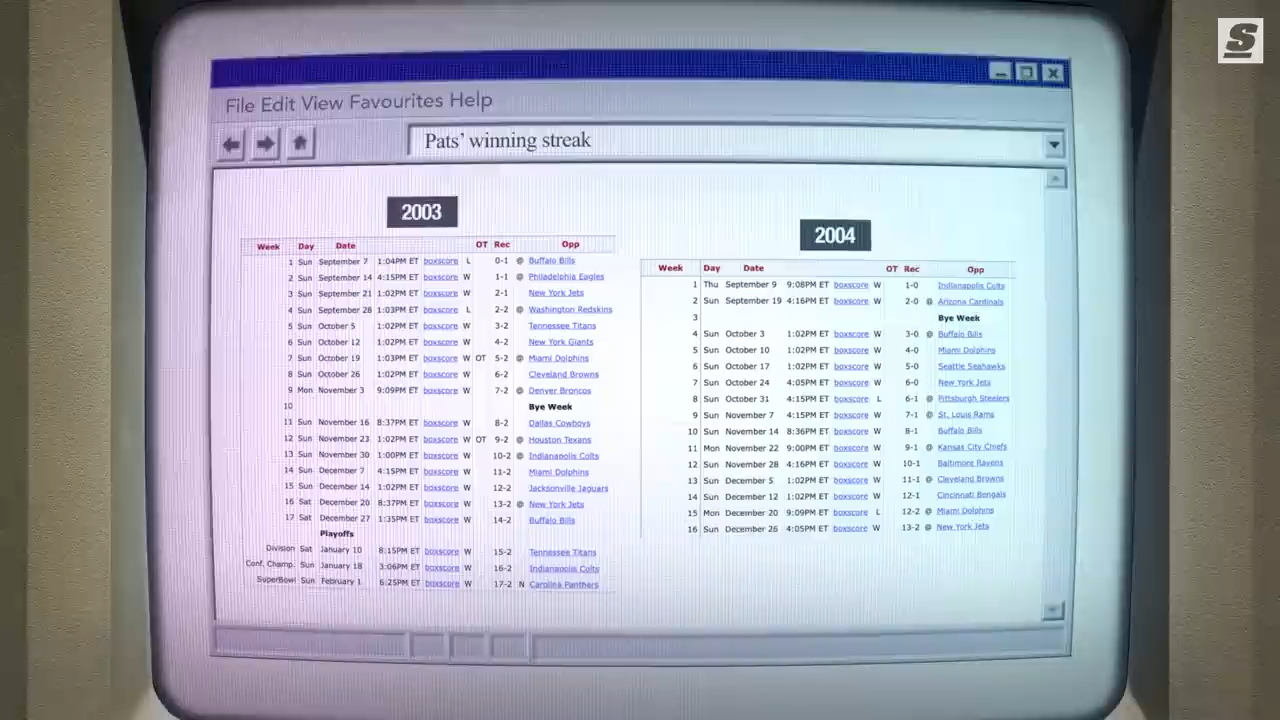 S
File Edit View Favourites Help
Pats' winning streak
2003
Week Day Date OT Rec Opp
1 Sun September 7 1:04PM ET boxscore L 0-1 @ Buffalo Bills
2 Sun September 14 4:15PM ET boxscore W 1-1 @ Philadelphia Eagles
3 Sun September 21 1:02PM ET boxscore W 2-1 New York Jets
4 Sun September 28 1:03PM ET boxscore L 2-2 @ Washington Redskins
5 Sun October 5 1:02PM ET boxscore W 3-2 Tennessee Titans
6 Sun October 12 1:02PM ET boxscore W 4-2 New York Giants
7 Sun October 19 1:03PM ET boxscore W OT 5-2 @ Miami Dolphins
8 Sun October 26 1:02PM ET boxscore W 6-2 Cleveland Browns
9 Mon November 3 9:09PM ET boxscore W 7-2 @ Denver Broncos
10 Bye Week
11 Sun November 16 8:37PM ET boxscore W 8-2 Dallas Cowboys
12 Sun November 23 1:02PM ET boxscore W OT 9-2 @ Houston Texans
13 Sun November 30 1:00PM ET boxscore W 10-2 @ Indianapolis Colts
14 Sun December 7 4:15PM ET boxscore W 11-2 Miami Dolphins
15 Sun December 14 1:02PM ET boxscore W 12-2 Jacksonville Jaguars
16 Sat December 20 8:37PM ET boxscore W 13-2 @ New York Jets
17 Sat December 27 1:35PM ET boxscore W 14-2 Buffalo Bills
Playoffs
Division Sat January 10 8:15PM ET boxscore W 15-2 Tennessee Titans
Conf. Champ. Sun January 18 3:06PM ET boxscore W 16-2 Indianapolis Colts
SuperBowl Sun February 1 6:25PM ET boxscore W 17-2 N Carolina Panthers
2004
Week Day Date OT Rec Opp
1 Thu September 9 9:08PM ET boxscore W 1-0 Indianapolis Colts
2 Sun September 19 4:16PM ET boxscore W 2-0 @ Arizona Cardinals
3 Bye Week
4 Sun October 3 1:02PM ET boxscore W 3-0 @ Buffalo Bills
5 Sun October 10 1:02PM ET boxscore W 4-0 Miami Dolphins
6 Sun October 17 1:02PM ET boxscore W 5-0 Seattle Seahawks
7 Sun October 24 4:05PM ET boxscore W 6-0 New York Jets
8 Sun October 31 4:15PM ET boxscore L 6-1 @ Pittsburgh Steelers
9 Sun November 7 4:15PM ET boxscore W 7-1 @ St. Louis Rams
10 Sun November 14 8:36PM ET boxscore W 8-1 Buffalo Bills
11 Mon November 22 9:00PM ET boxscore W 9-1 @ Kansas City Chiefs
12 Sun November 28 4:16PM ET boxscore W 10-1 Baltimore Ravens
13 Sun December 5 1:02PM ET boxscore W 11-1 @ Cleveland Browns
14 Sun December 12 1:02PM ET boxscore W 12-1 Cincinnati Bengals
15 Mon December 20 9:09PM ET boxscore L 12-2 @ Miami Dolphins
16 Sun December 26 4:05PM ET boxscore W 13-2 @ New York Jets